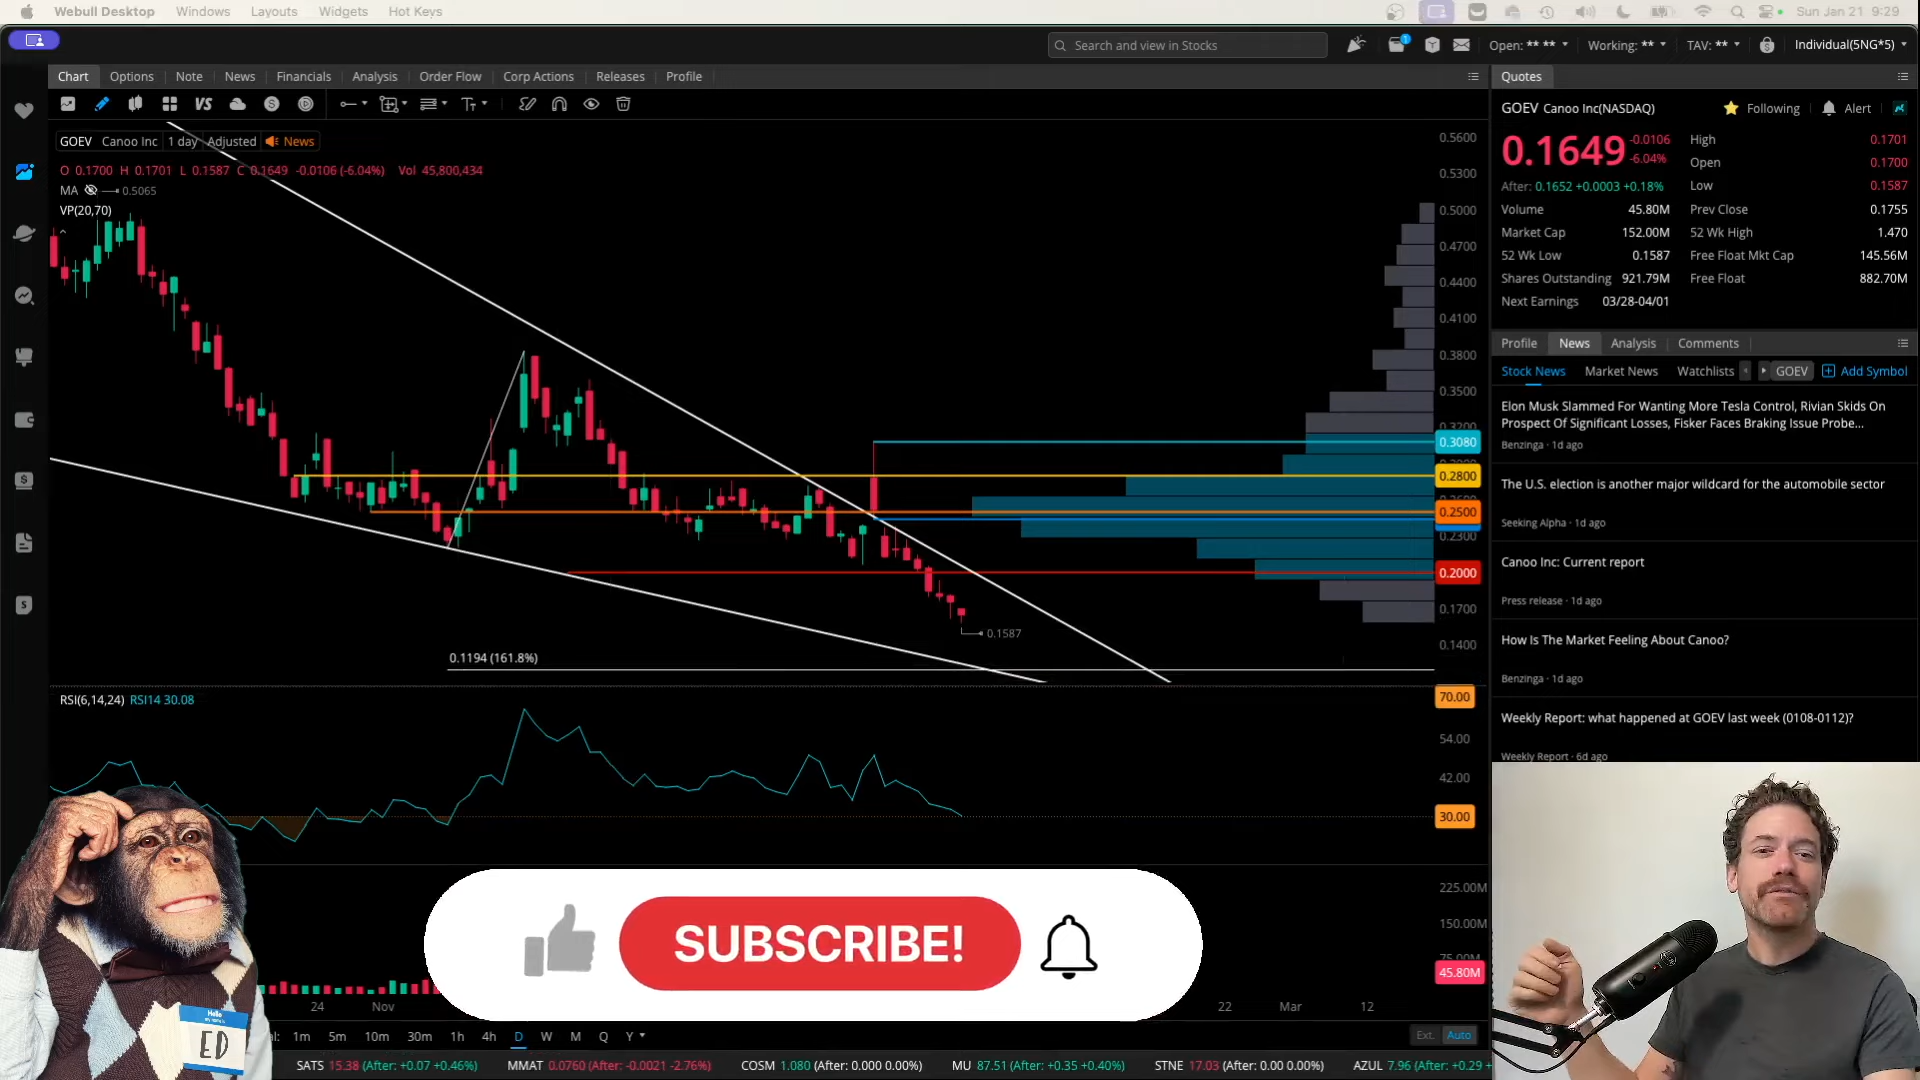 Webull Desktop Windows Layouts Widgets Hot Keys Sun Jan 21 9:29
Search and view in Stocks Open: ** ** Working: ** TAV: ** Individual(5NG*5)
Chart Options Note News Financials Analysis Order Flow Corp Actions Releases Profile
VS
GOEV Canoo Inc 1 day Adjusted News
O 0.1700 H 0.1701 L 0.1587 C 0.1649 -0.0106 (-6.04%) Vol 45,800,434
MA 0.5065
VP(20,70)
0.5600
0.5300
0.5000
0.4700
0.4400
0.4100
0.3800
0.3500
0.3080
0.2800
0.2500
0.2300
0.2000
0.1700
0.1400
0.1587
0.1194 (161.8%)
RSI(6,14,24) RSI14 30.08
70.00
54.00
42.00
30.00
225.00M
150.00M
45.80M
24 Nov 22 Mar 12
1m 5m 10m 30m 1h 4h D W M Q Y
Ext. Auto
SATS 15.38 (After: +0.07 +0.46%) MMAT 0.0760 (After: -0.0021 -2.76%) COSM 1.080 (After: 0.000 0.00%) MU 87.51 (After: +0.35 +0.40%) STNE 17.03 (After: 0.00 0.00%) AZUL 7.96 (After: +0.29 +
Quotes
GOEV Canoo Inc(NASDAQ) Following Alert
0.1649 -0.0106
-6.04%
After: 0.1652 +0.0003 +0.18%
High 0.1701
Open 0.1700
Low 0.1587
Volume 45.80M Prev Close 0.1755
Market Cap 152.00M 52 Wk High 1.470
52 Wk Low 0.1587 Free Float Mkt Cap 145.56M
Shares Outstanding 921.79M Free Float 882.70M
Next Earnings 03/28-04/01
Profile News Analysis Comments
Stock News Market News Watchlists GOEV Add Symbol
Elon Musk Slammed For Wanting More Tesla Control, Rivian Skids On
Prospect Of Significant Losses, Fisker Faces Braking Issue Probe...
Benzinga · 1d ago
The U.S. election is another major wildcard for the automobile sector
Seeking Alpha · 1d ago
Canoo Inc: Current report
Press release · 1d ago
How Is The Market Feeling About Canoo?
Benzinga · 1d ago
Weekly Report: what happened at GOEV last week (0108-0112)?
Weekly Report · 6d ago
SUBSCRIBE!
Hello
ED